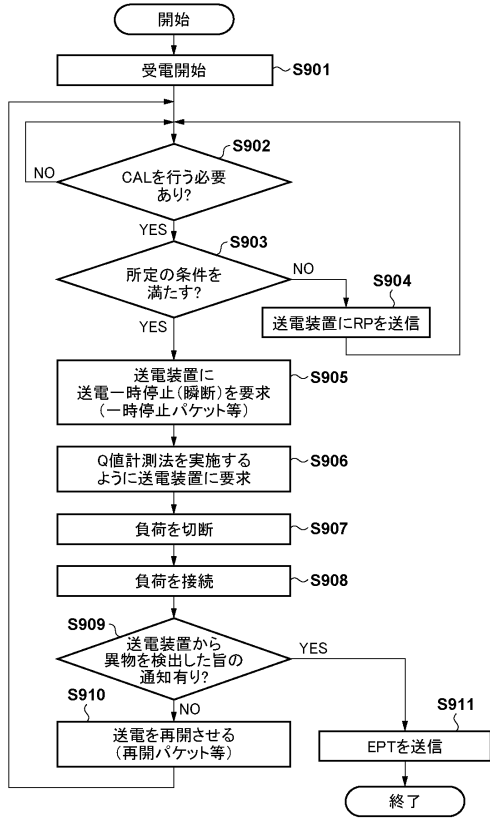 開始
受電開始
S901
S902
CALを行う必要
あり?
NO
YES
S903
所定の条件を
満たす?
NO
YES
S904
送電装置にRPを送信
送電装置に
送電一時停止(瞬断)を要求
(一時停止パケット等)
S905
Q値計測法を実施する
ように送電装置に要求
S906
負荷を切断
S907
負荷を接続
S908
S909
送電装置から
異物を検出した旨の
通知有り?
YES
NO
S910
送電を再開させる
(再開パケット等)
S911
EPTを送信
終了